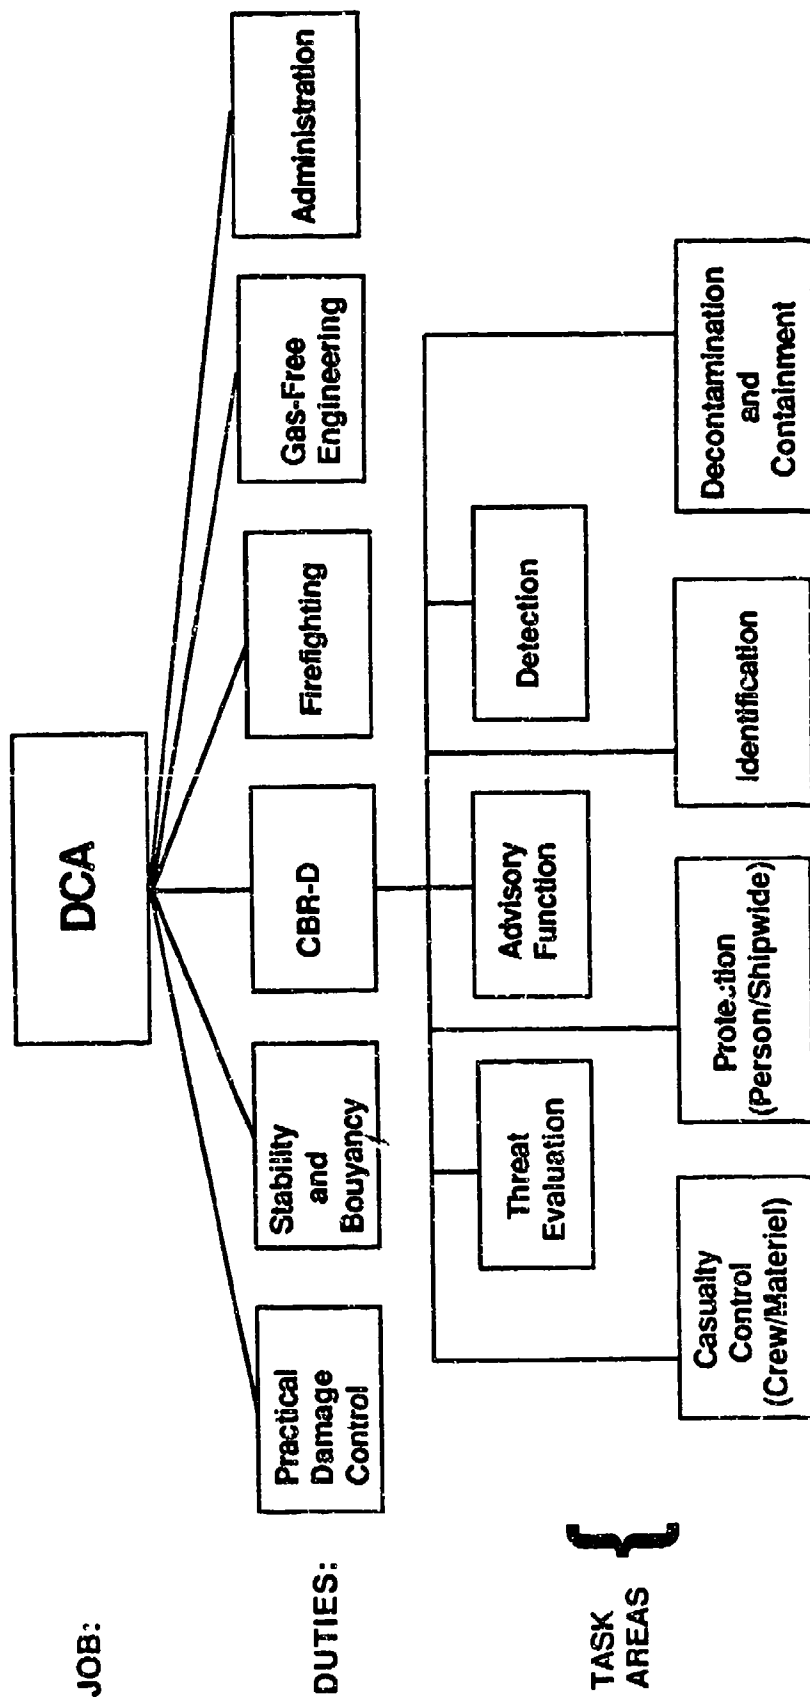 JOB:
DCA
DUTIES:
Practical
Damage
Control
Stability
and
Bouyancy
CBR-D
Firefighting
Gas-Free
Engineering
Administration
TASK
AREAS
Threat
Evaluation
Advisory
Function
Detection
Casualty
Control
(Crew/Materiel)
Protection
(Person/Shipwide)
Identification
Decontamination
and
Containment